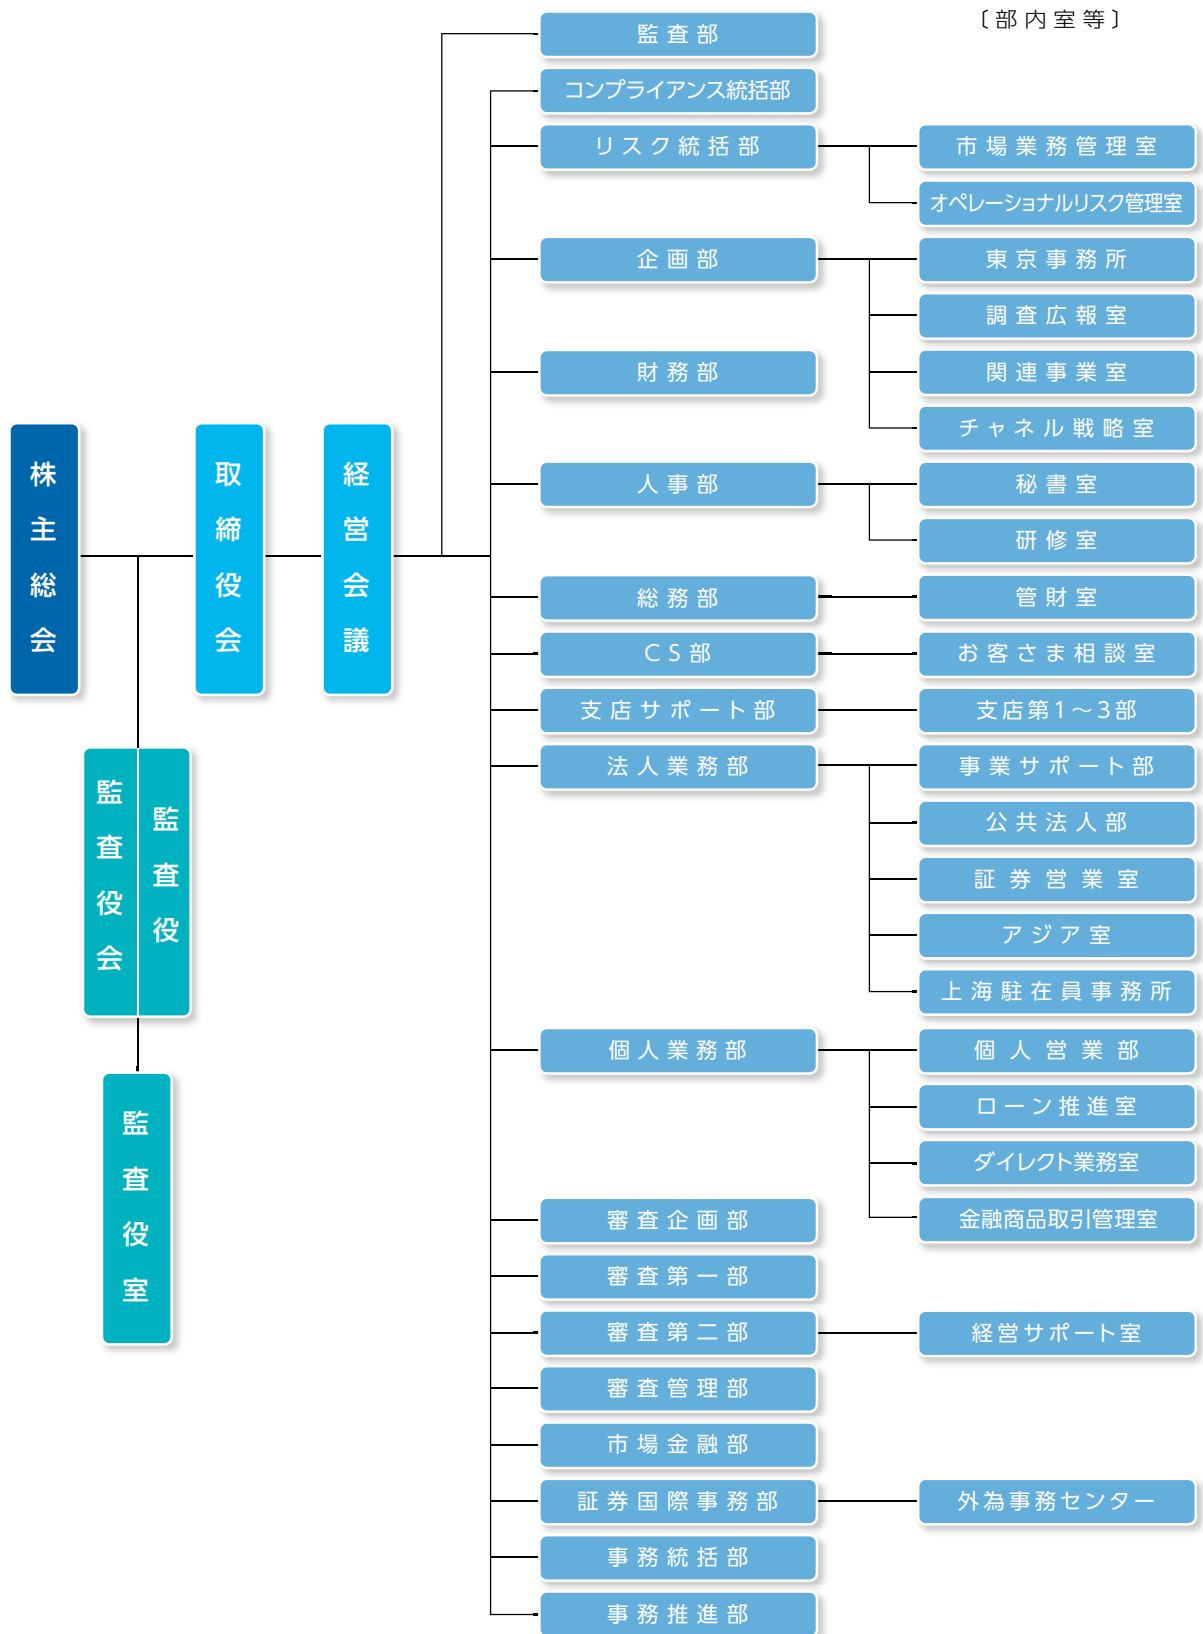 〔部内室等〕
株主総会
取締役会
経営会議
監査役会
監査役
監査役室
監査部
コンプライアンス統括部
リスク統括部
市場業務管理室
オペレーショナルリスク管理室
企画部
東京事務所
調査広報室
関連事業室
チャネル戦略室
財務部
人事部
秘書室
研修室
総務部
管財室
CS部
お客さま相談室
支店サポート部
支店第1～3部
法人業務部
事業サポート部
公共法人部
証券営業室
アジア室
上海駐在員事務所
個人業務部
個人営業部
ローン推進室
ダイレクト業務室
金融商品取引管理室
審査企画部
審査第一部
審査第二部
経営サポート室
審査管理部
市場金融部
証券国際事務部
外為事務センター
事務統括部
事務推進部